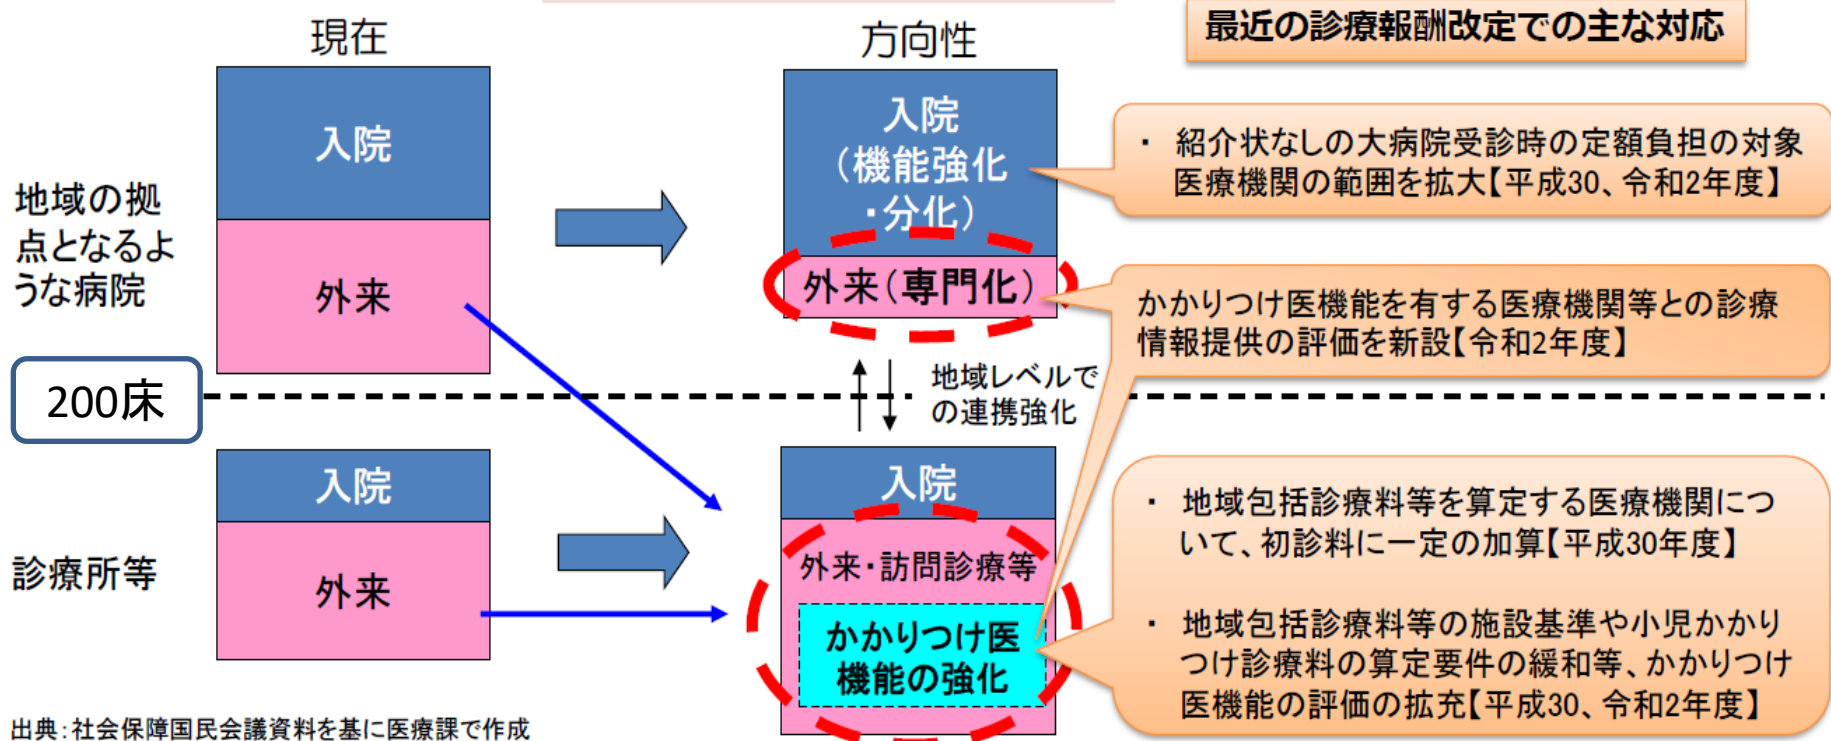 現在
方向性
最近の診療報酬改定での主な対応
地域の拠
点となるよ
うな病院
入院
外来
入院
（機能強化
・分化）
外来（専門化）
・ 紹介状なしの大病院受診時の定額負担の対象
医療機関の範囲を拡大【平成30、令和2年度】
かかりつけ医機能を有する医療機関等との診療
情報提供の評価を新設【令和2年度】
200床
地域レベルで
の連携強化
診療所等
入院
外来
入院
外来・訪問診療等
かかりつけ医
機能の強化
・ 地域包括診療料等を算定する医療機関につ
いて、初診料に一定の加算【平成30年度】
・ 地域包括診療料等の施設基準や小児かかり
つけ診療料の算定要件の緩和等、かかりつけ
医機能の評価の拡充【平成30、令和2年度】
出典：社会保障国民会議資料を基に医療課で作成